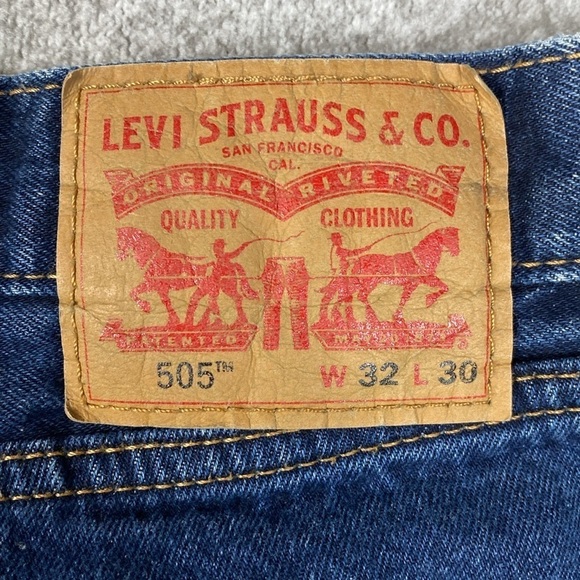 LEVI STRAUSS & CO.
SAN FRANCISCO
CAL.
ORIGINAL RIVETED
QUALITY CLOTHING
PATENTED
505™ W 32 L 30